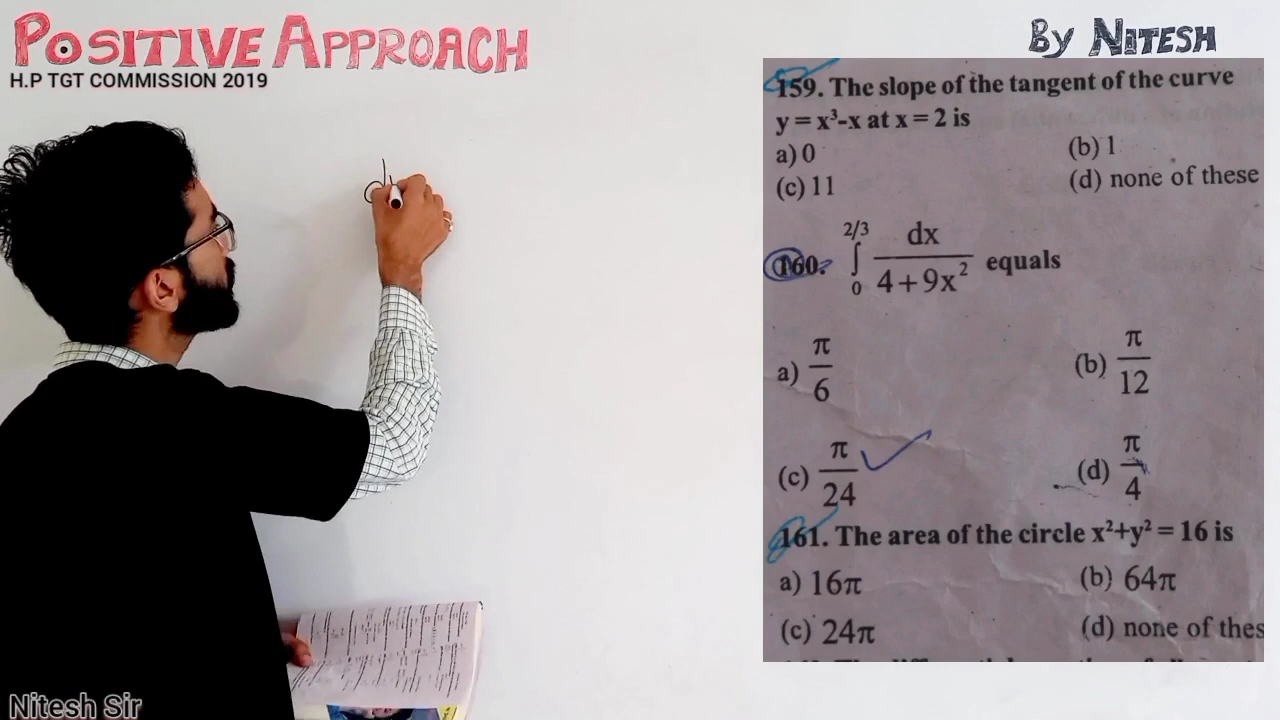 POSITIVE APPROACH
By NITESH
H.P TGT COMMISSION 2019
159. The slope of the tangent of the curve
y = x³-x at x = 2 is
a) 0 (b) 1
(c) 11 (d) none of these
160. ∫₀^{2/3} dx/(4+9x²) equals
a) π/6 (b) π/12
(c) π/24 (d) π/4
161. The area of the circle x²+y² = 16 is
a) 16π (b) 64π
(c) 24π (d) none of thes
Nitesh Sir